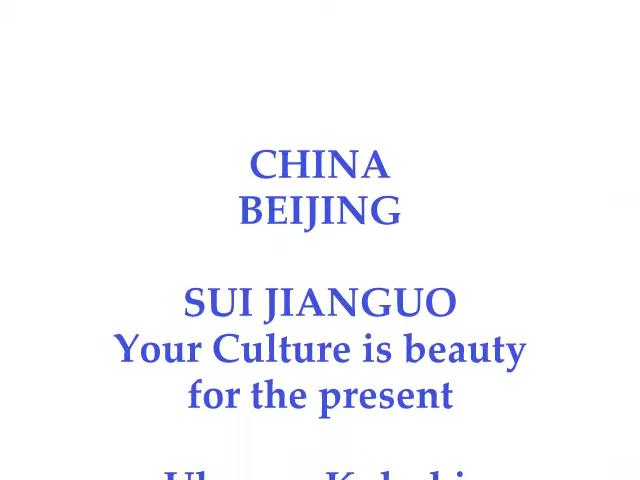 CHINA
BEIJING
SUI JIANGUO
Your Culture is beauty
for the present